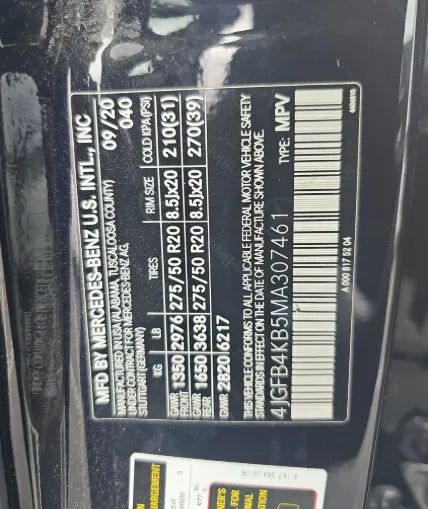 MFD BY MERCEDES-BENZ U.S. INTL., INC
MANUFACTURED IN USA (ALABAMA, TUSCALOOSA COUNTY)
UNDER CONTRACT FOR MERCEDES-BENZ AG,
STUTTGART (GERMANY)
09/20
040
KG LB TIRES RIM SIZE COLD KPA(PSI)
GAWR FRONT 1350 2976 275/50 R20 8.5Jx20 210(31)
GAWR REAR 1650 3638 275/50 R20 8.5Jx20 270(39)
GVWR 2820 6217
THIS VEHICLE CONFORMS TO ALL APPLICABLE FEDERAL MOTOR VEHICLE SAFETY
STANDARDS IN EFFECT ON THE DATE OF MANUFACTURE SHOWN ABOVE.
4JGFB4KB5MA307461 TYPE: MPV
A 000 817 52 04